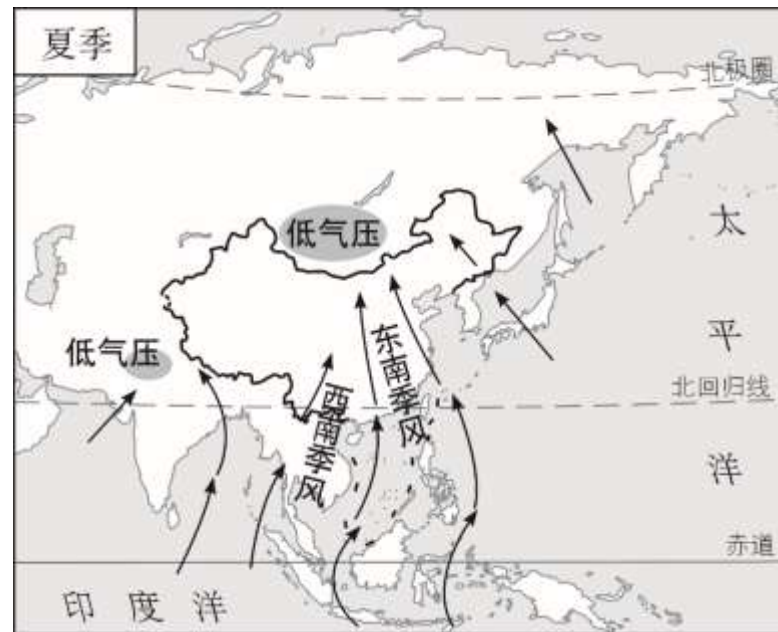 夏季
北极圈
太平洋
低气压
低气压
东南季风
西南季风
北回归线
赤道
印度洋